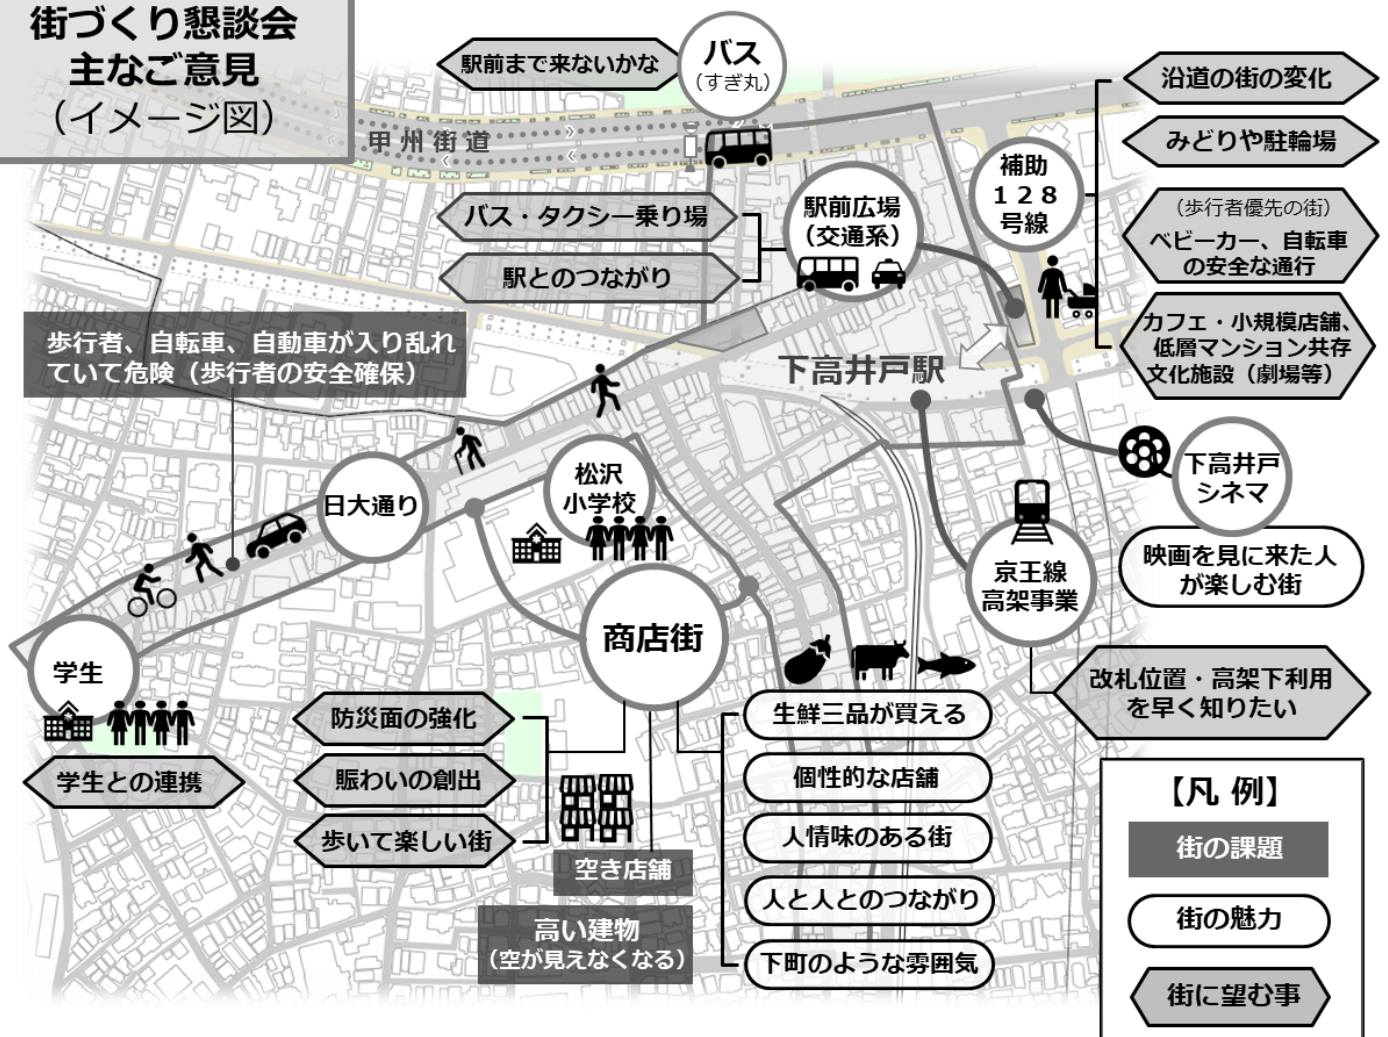 街づくり懇談会
主なご意見
（イメージ図）
駅前まで来ないかな
バス
（すぎ丸）
甲州街道
沿道の街の変化
みどりや駐輪場
（歩行者優先の街）
ベビーカー、自転車
の安全な通行
カフェ・小規模店舗、
低層マンション共存
文化施設（劇場等）
補助
１２８
号線
駅前広場
（交通系）
バス・タクシー乗り場
駅とのつながり
歩行者、自転車、自動車が入り乱れ
ていて危険（歩行者の安全確保）
下高井戸駅
下高井戸
シネマ
映画を見に来た人
が楽しむ街
松沢
小学校
日大通り
京王線
高架事業
改札位置・高架下利用
を早く知りたい
商店街
学生
学生との連携
防災面の強化
賑わいの創出
歩いて楽しい街
空き店舗
高い建物
（空が見えなくなる）
生鮮三品が買える
個性的な店舗
人情味のある街
人と人とのつながり
下町のような雰囲気
【凡 例】
街の課題
街の魅力
街に望む事